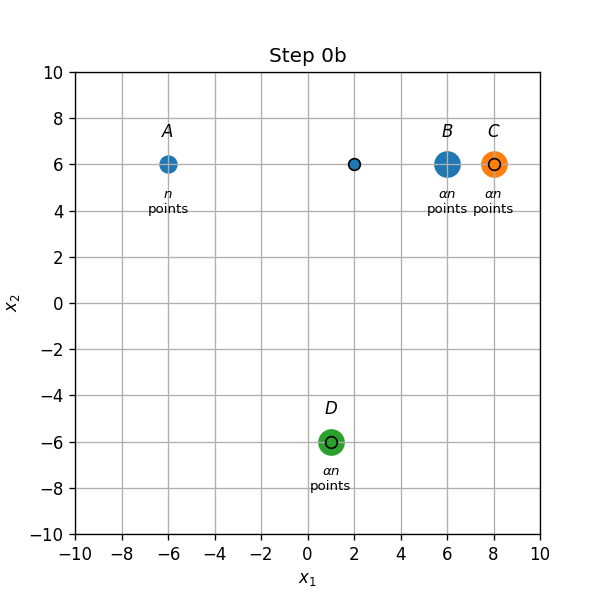 Step 0b
10
8
6
4
2
0
−2
−4
−6
−8
−10
x₂
A
B
C
n
points
αn
points
αn
points
D
αn
points
−10 −8 −6 −4 −2 0 2 4 6 8 10
x₁